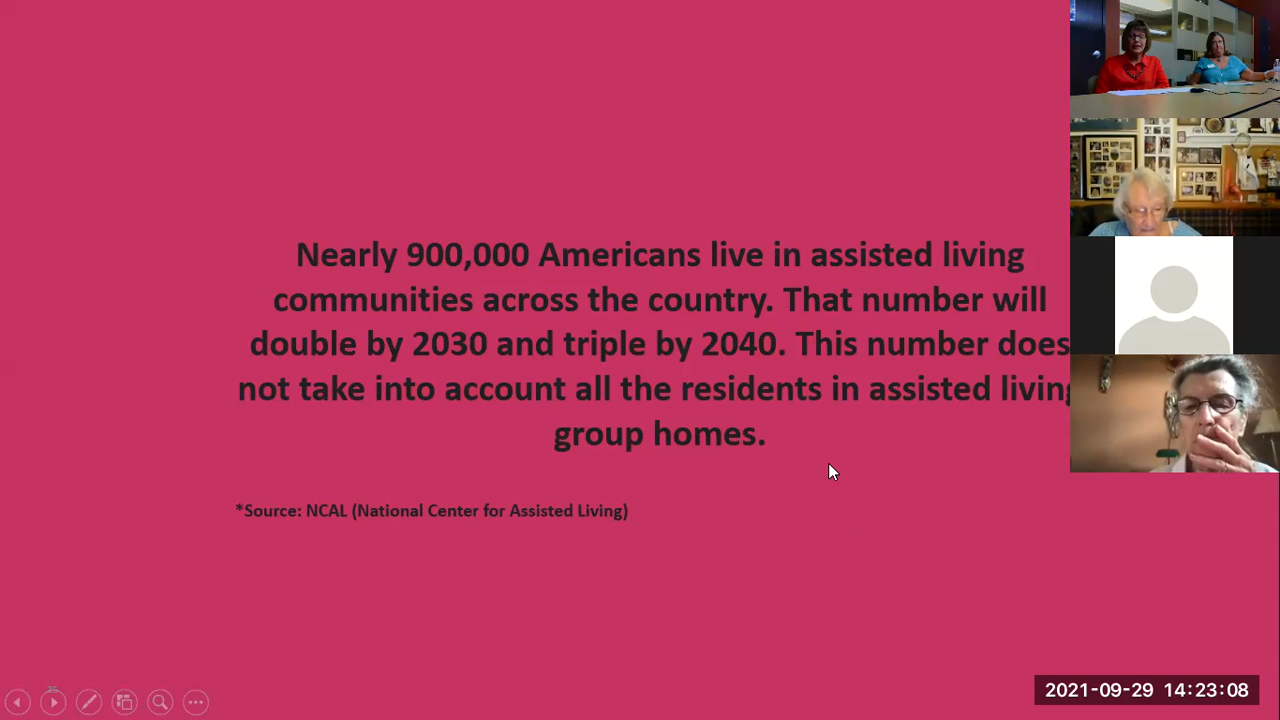 Nearly 900,000 Americans live in assisted living
communities across the country. That number will
double by 2030 and triple by 2040. This number does
not take into account all the residents in assisted living
group homes.
*Source: NCAL (National Center for Assisted Living)
2021-09-29 14:23:08